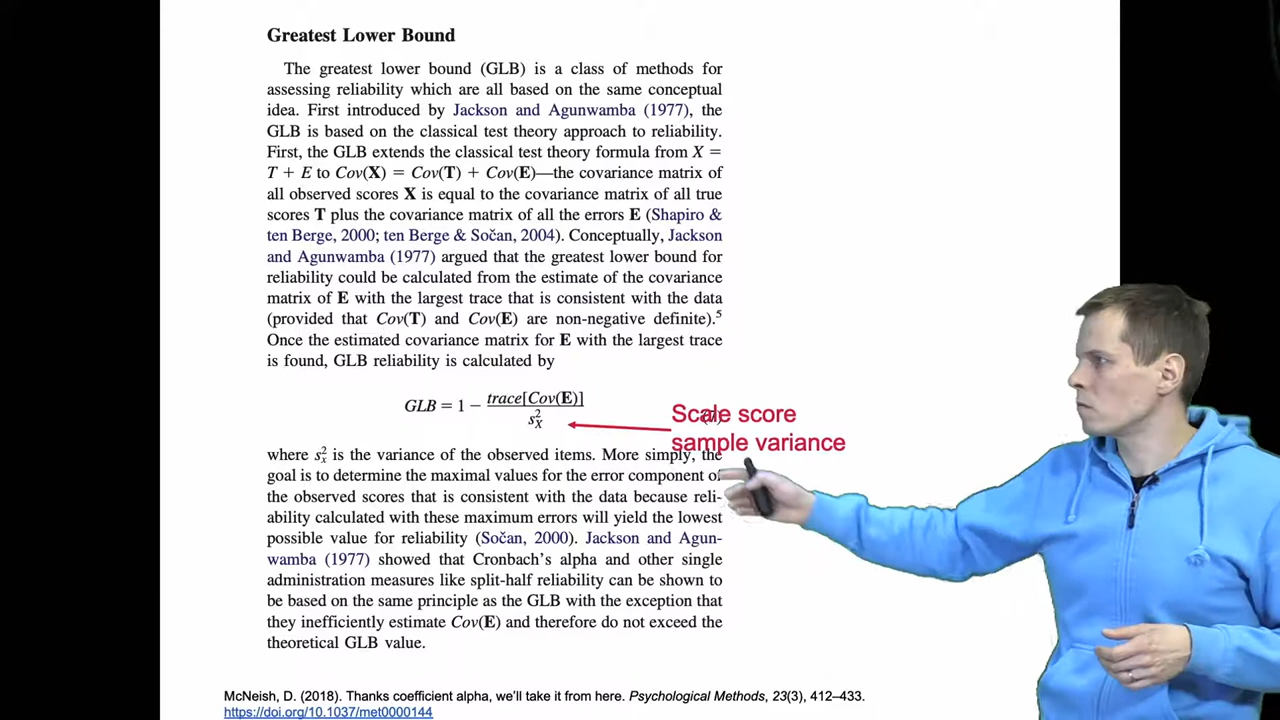 Greatest Lower Bound
The greatest lower bound (GLB) is a class of methods for
assessing reliability which are all based on the same conceptual
idea. First introduced by Jackson and Agunwamba (1977), the
GLB is based on the classical test theory approach to reliability.
First, the GLB extends the classical test theory formula from X =
T + E to Cov(X) = Cov(T) + Cov(E)—the covariance matrix of
all observed scores X is equal to the covariance matrix of all true
scores T plus the covariance matrix of all the errors E (Shapiro &
ten Berge, 2000; ten Berge & Sočan, 2004). Conceptually, Jackson
and Agunwamba (1977) argued that the greatest lower bound for
reliability could be calculated from the estimate of the covariance
matrix of E with the largest trace that is consistent with the data
(provided that Cov(T) and Cov(E) are non-negative definite).⁵
Once the estimated covariance matrix for E with the largest trace
is found, GLB reliability is calculated by
GLB = 1 − trace[Cov(E)] / s²X
Scale score
sample variance
where s²x is the variance of the observed items. More simply, the
goal is to determine the maximal values for the error component of
the observed scores that is consistent with the data because reli-
ability calculated with these maximum errors will yield the lowest
possible value for reliability (Sočan, 2000). Jackson and Agun-
wamba (1977) showed that Cronbach's alpha and other single
administration measures like split-half reliability can be shown to
be based on the same principle as the GLB with the exception that
they inefficiently estimate Cov(E) and therefore do not exceed the
theoretical GLB value.
McNeish, D. (2018). Thanks coefficient alpha, we'll take it from here. Psychological Methods, 23(3), 412–433.
https://doi.org/10.1037/met0000144